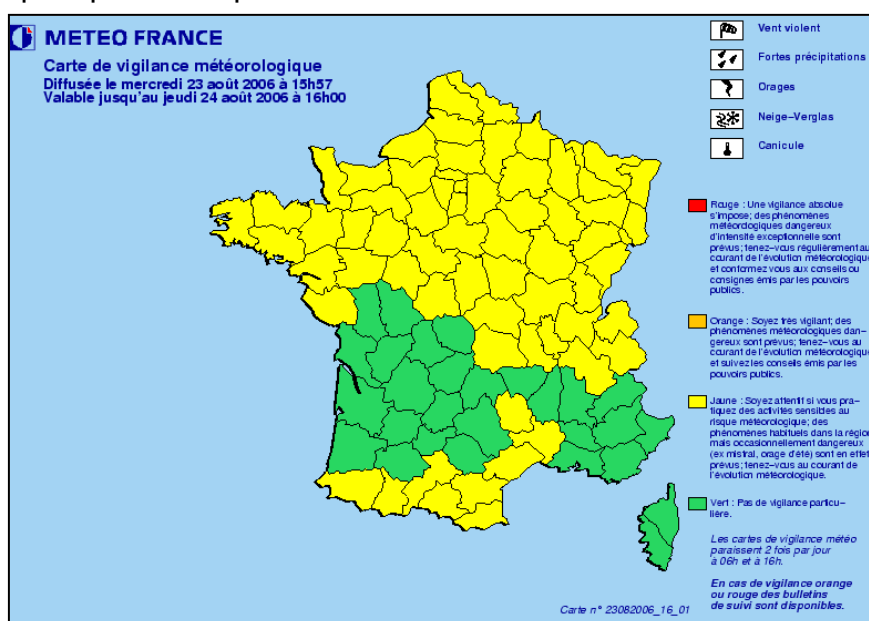 METEO FRANCE
Carte de vigilance météorologique
Diffusée le mercredi 23 août 2006 à 15h57
Valable jusqu'au jeudi 24 août 2006 à 16h00
Vent violent
Fortes précipitations
Orages
Neige-Verglas
Canicule
Rouge : Une vigilance absolue
s'impose; des phénomènes
météorologiques dangereux
d'intensité exceptionnelle sont
prévus; tenez-vous régulièrement au
courant de l'évolution météorologique
et conformez vous aux conseils ou
consignes émis par les pouvoirs
publics.
Orange : Soyez très vigilant; des
phénomènes météorologiques dan-
gereux sont prévus; tenez-vous au
courant de l'évolution météorologique
et suivez les conseils émis par les
pouvoirs publics.
Jaune : Soyez attentif si vous pra-
tiquez des activités sensibles au
risque météorologique; des
phénomènes habituels dans la région
mais occasionnellement dangereux
(ex mistral, orage d'été) sont en effet
prévus; tenez-vous au courant de
l'évolution météorologique.
Vert : Pas de vigilance particu-
lière.
Les cartes de vigilance météo
paraissent 2 fois par jour
à 06h et à 16h.
En cas de vigilance orange
ou rouge des bulletins
de suivi sont disponibles.
Carte n° 23082006_16_01